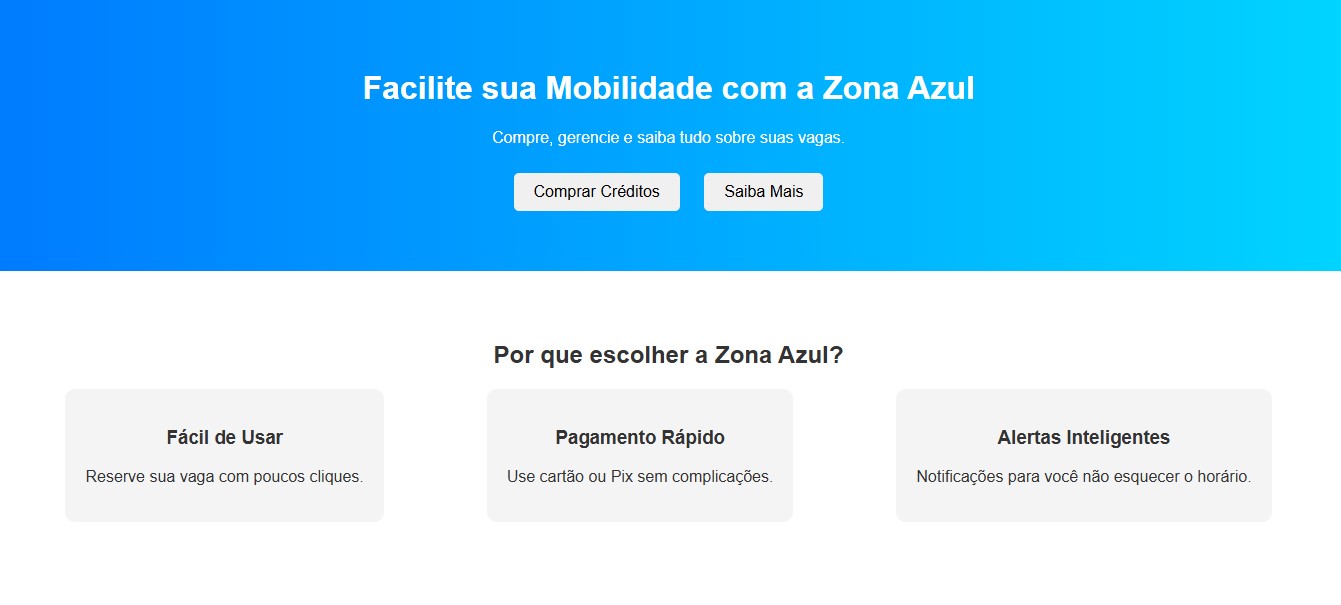 Facilite sua Mobilidade com a Zona Azul
Compre, gerencie e saiba tudo sobre suas vagas.
Comprar Créditos
Saiba Mais
Por que escolher a Zona Azul?
Fácil de Usar
Reserve sua vaga com poucos cliques.
Pagamento Rápido
Use cartão ou Pix sem complicações.
Alertas Inteligentes
Notificações para você não esquecer o horário.